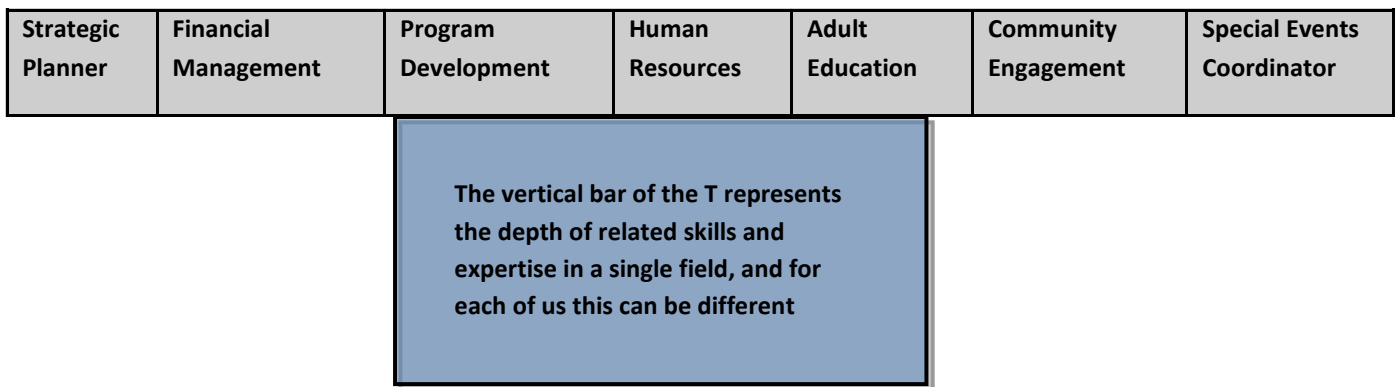 Strategic Planner
Financial Management
Program Development
Human Resources
Adult Education
Community Engagement
Special Events Coordinator
The vertical bar of the T represents
the depth of related skills and
expertise in a single field, and for
each of us this can be different